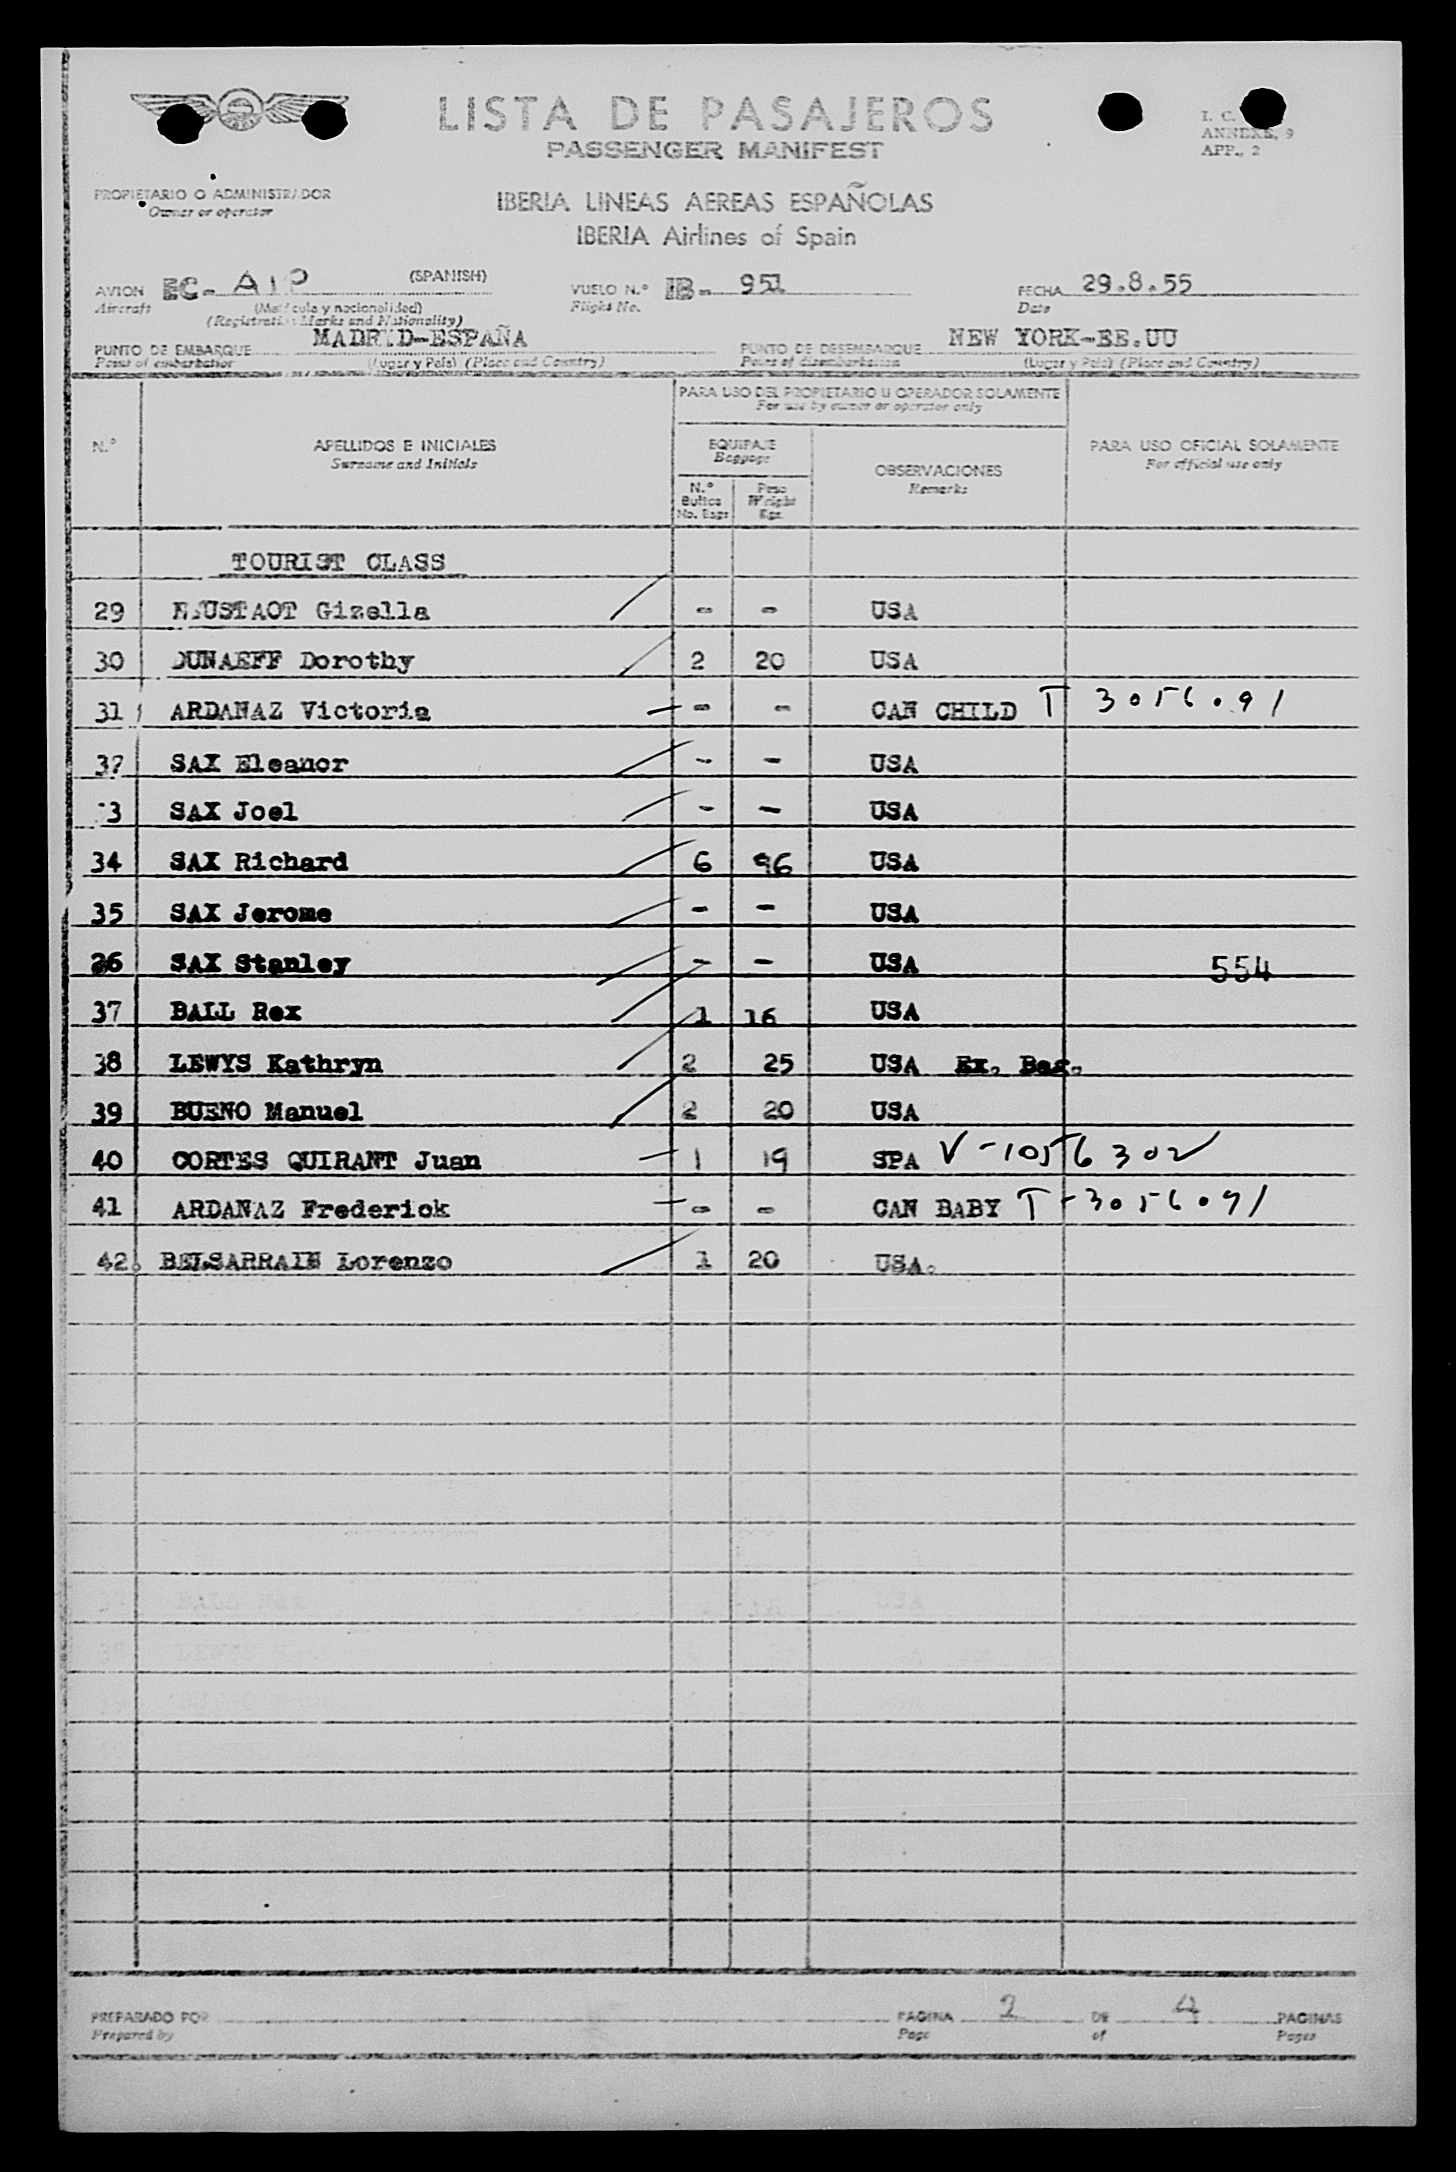 LISTA DE PASAJEROS
PASSENGER MANIFEST
I. C.
ANNEXE, 9
APP., 2
PROPIETARIO O ADMINISTRADOR
Owner or operator
IBERIA LINEAS AEREAS ESPAÑOLAS
IBERIA Airlines of Spain
AVION EC- AIP (SPANISH) VUELO N.° IB- 951 FECHA 29.8.55
Aircraft (Matrícula y nacionalidad) Flight No. Date
(Registration Marks and Nationality)
PUNTO DE EMBARQUE MADRID-ESPAÑA PUNTO DE DESEMBARQUE NEW YORK-EE.UU
Point of embarkation (Lugar y País) (Place and Country) Point of disembarkation (Lugar y País) (Place and Country)
PARA USO DEL PROPIETARIO U OPERADOR SOLAMENTE
For use by owner or operator only
N.° APELLIDOS E INICIALES EQUIPAJE OBSERVACIONES PARA USO OFICIAL SOLAMENTE
Surname and Initials Baggage Remarks For official use only
N.° Bultos Peso
No. Bags Weight Kgs
TOURIST CLASS
29 Gizella - - USA
30 DUNAEFF Dorothy 2 20 USA
31 ARDANAZ Victoria - - CAN CHILD T 3056091
32 SAX Eleanor - - USA
33 SAX Joel - - USA
34 SAX Richard 6 96 USA
35 SAX Jerome - - USA
36 SAX Stanley - - USA 554
37 BALL Rex 1 16 USA
38 LEWYS Kathryn 2 25 USA Ex. Bag.
39 BUENO Manuel 2 20 USA
40 CORTES QUIRANT Juan 1 19 SPA V-1056302
41 ARDANAZ Frederick - - CAN BABY T-3056091
42. BELSARRAIN Lorenzo 1 20 USA.
PREPARADO POR PAGINA 2 DE 4 PAGINAS
Prepared by Page of Pages